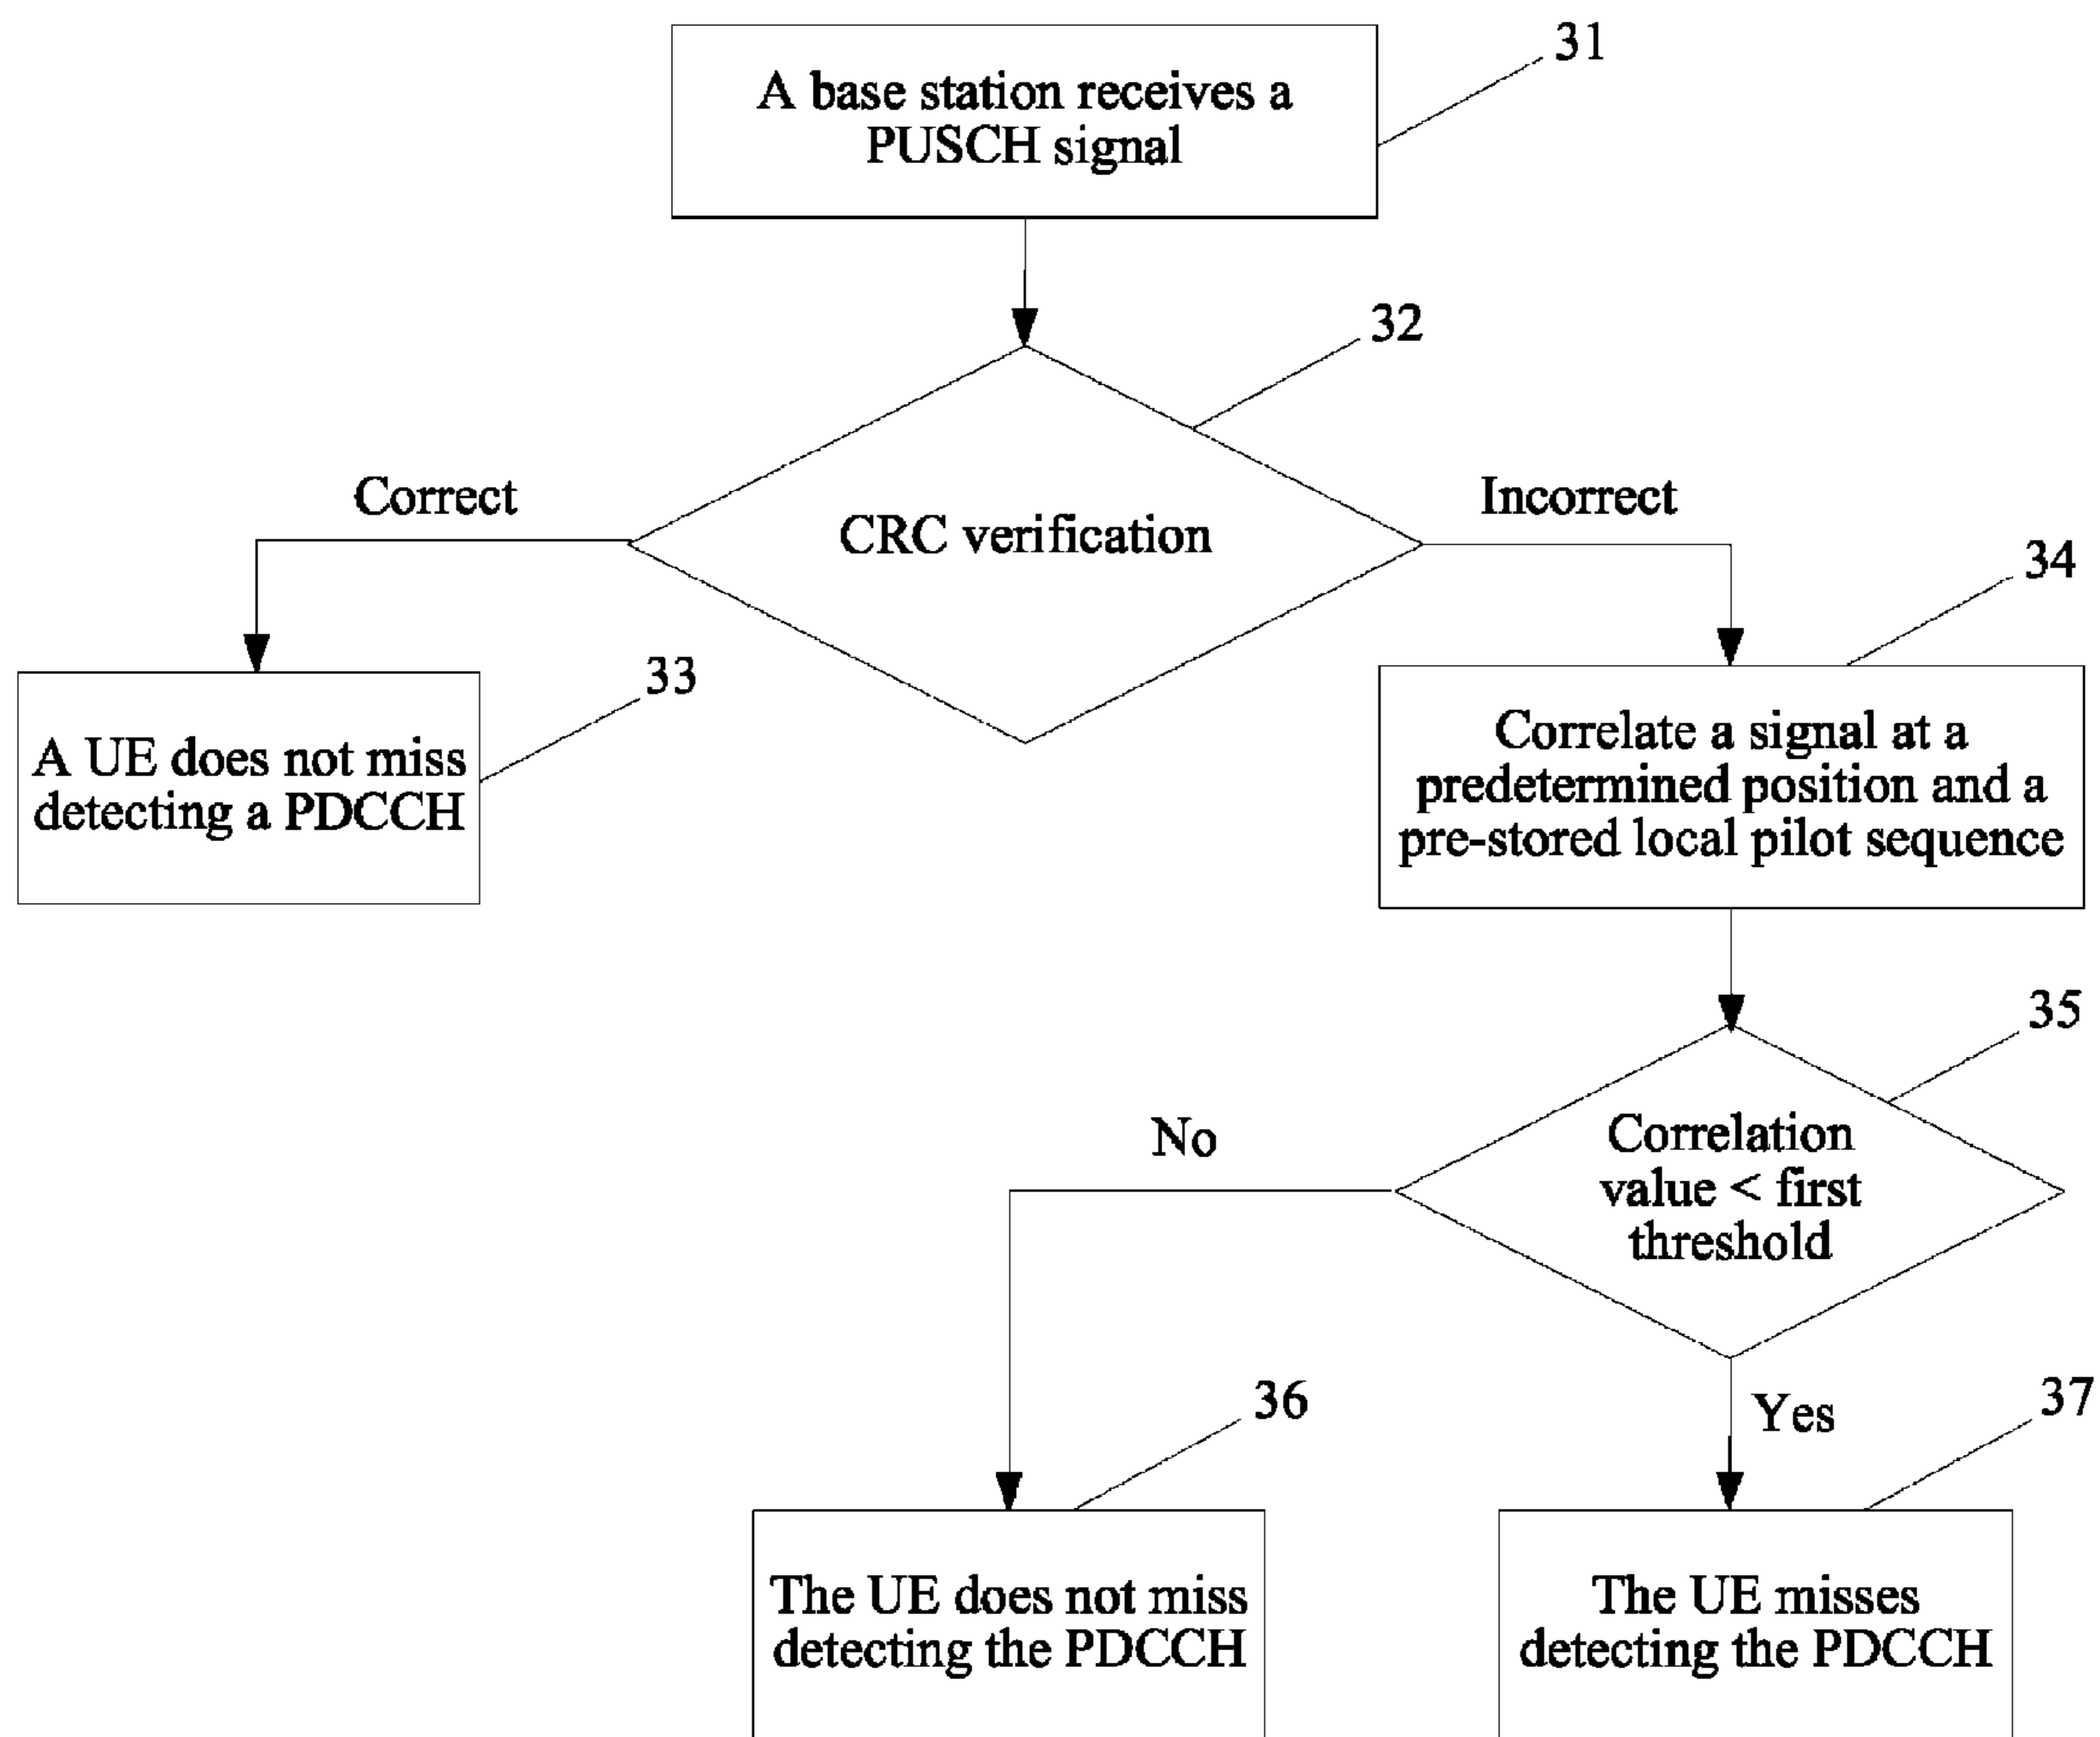 31
A base station receives a
PUSCH signal
32
Correct
Incorrect
CRC verification
34
33
A UE does not miss
detecting a PDCCH
Correlate a signal at a
predetermined position and a
pre-stored local pilot sequence
35
No
Correlation
value < first
threshold
36
37
Yes
The UE does not miss
detecting the PDCCH
The UE misses
detecting the PDCCH